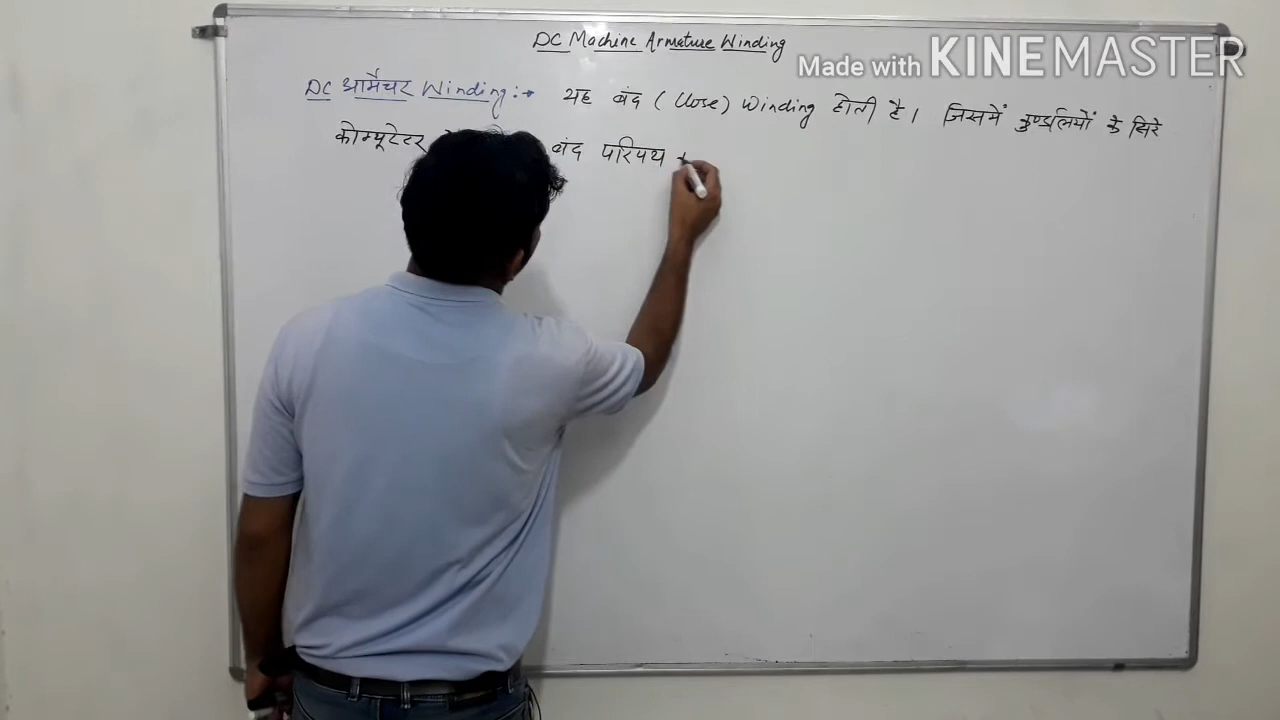 DC Machine Armature Winding
Made with KINEMASTER
DC आर्मेचर Winding :→ यह बंद (Close) Winding होती है। जिसमें कुण्डलियों के सिरे
कोम्यूटेटर बंद परिपथ